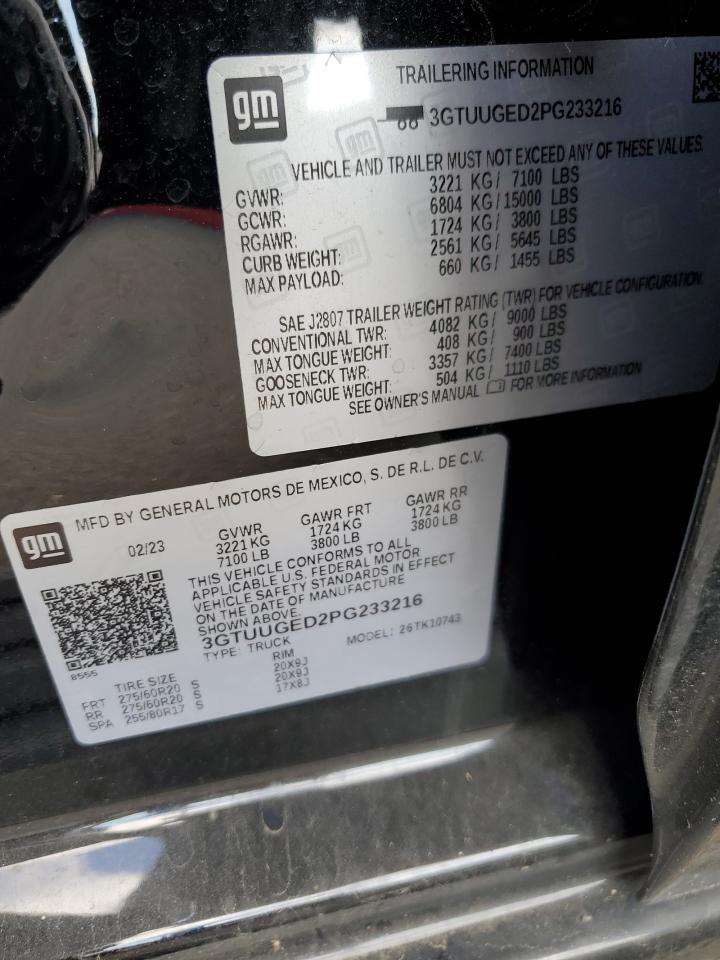 gm
TRAILERING INFORMATION
3GTUUGED2PG233216
VEHICLE AND TRAILER MUST NOT EXCEED ANY OF THESE VALUES.
GVWR: 3221 KG/ 7100 LBS
GCWR: 6804 KG/15000 LBS
RGAWR: 1724 KG/ 3800 LBS
CURB WEIGHT: 2561 KG/ 5645 LBS
MAX PAYLOAD: 660 KG/ 1455 LBS
SAE J2807 TRAILER WEIGHT RATING (TWR) FOR VEHICLE CONFIGURATION.
CONVENTIONAL TWR: 4082 KG/ 9000 LBS
MAX TONGUE WEIGHT: 408 KG/ 900 LBS
GOOSENECK TWR: 3357 KG/ 7400 LBS
MAX TONGUE WEIGHT: 504 KG/ 1110 LBS
SEE OWNER'S MANUAL FOR MORE INFORMATION
gm
MFD BY GENERAL MOTORS DE MEXICO, S. DE R.L. DE C.V.
02/23 GVWR GAWR FRT GAWR RR
3221 KG 1724 KG 1724 KG
7100 LB 3800 LB 3800 LB
THIS VEHICLE CONFORMS TO ALL
APPLICABLE U.S. FEDERAL MOTOR
VEHICLE SAFETY STANDARDS IN EFFECT
ON THE DATE OF MANUFACTURE
SHOWN ABOVE.
3GTUUGED2PG233216
TYPE: TRUCK MODEL: 26TK10743
8555
TIRE SIZE RIM
FRT 275/60R20 S 20X9J
RR 275/60R20 S 20X9J
SPA 255/80R17 S 17X8J